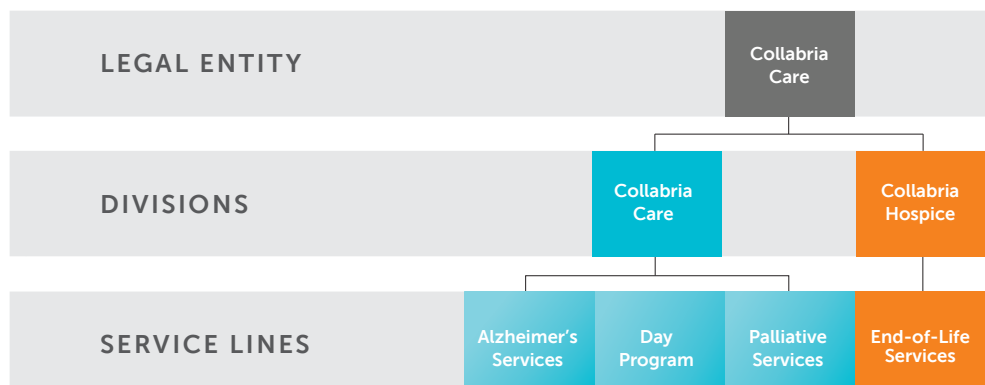 LEGAL ENTITY
Collabria
Care
DIVISIONS
Collabria
Care
Collabria
Hospice
SERVICE LINES
Alzheimer’s
Services
Day
Program
Palliative
Services
End-of-Life
Services